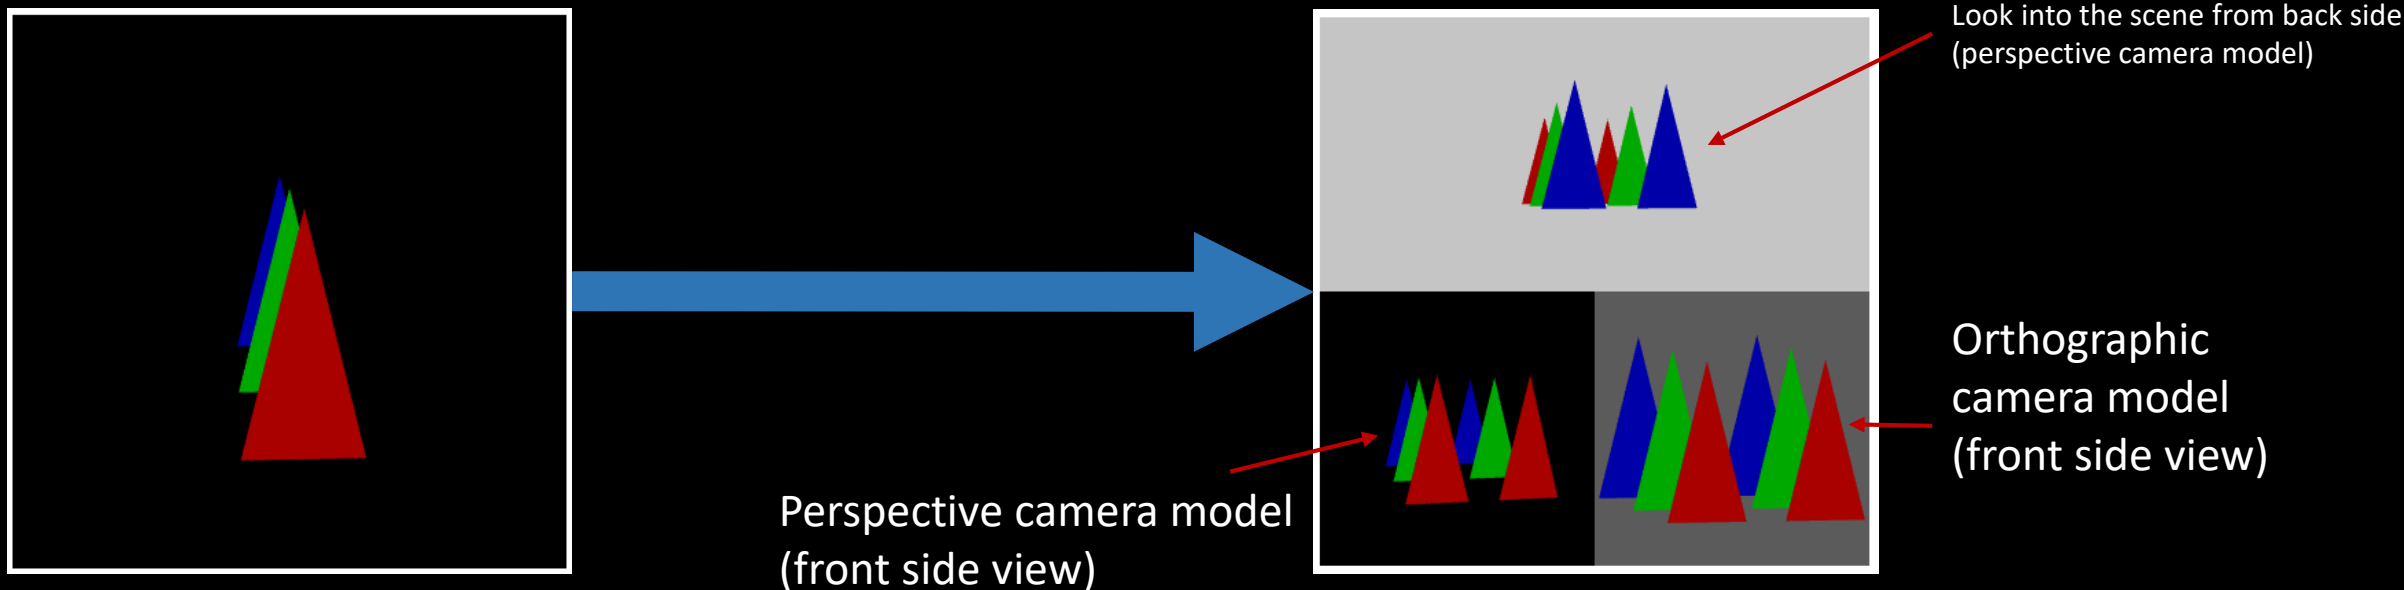 Look into the scene from back side
(perspective camera model)
Perspective camera model
(front side view)
Orthographic
camera model
(front side view)